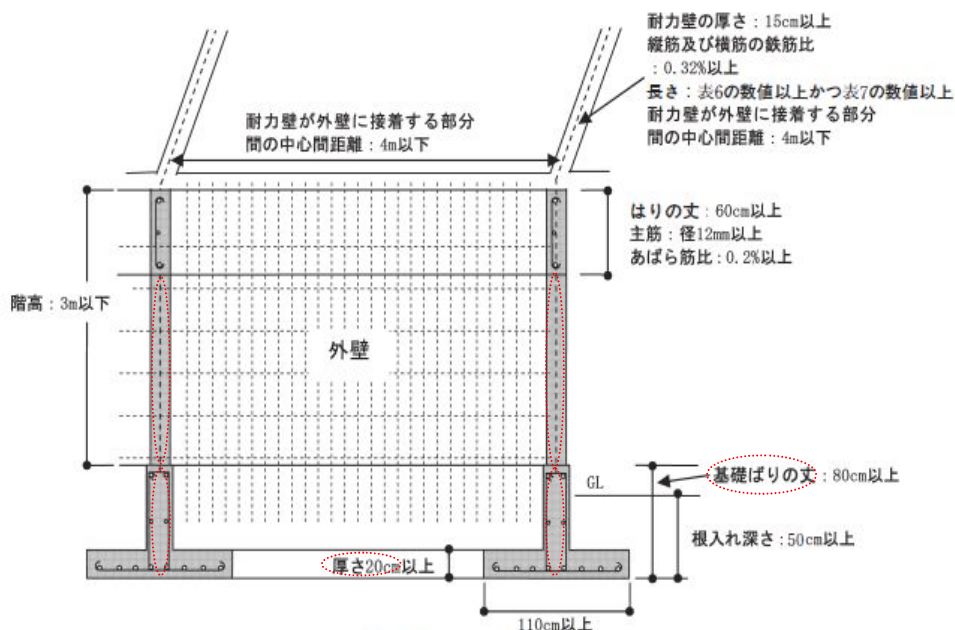 耐力壁の厚さ：15cm以上
縦筋及び横筋の鉄筋比
：0.32%以上
長さ：表6の数値以上かつ表7の数値以上
耐力壁が外壁に接着する部分
間の中心間距離：4m以下
耐力壁が外壁に接着する部分
間の中心間距離：4m以下
はりの丈：60cm以上
主筋：径12mm以上
あばら筋比：0.2%以上
階高：3m以下
外壁
GL
基礎ばりの丈：80cm以上
根入れ深さ：50cm以上
厚さ20cm以上
110cm以上